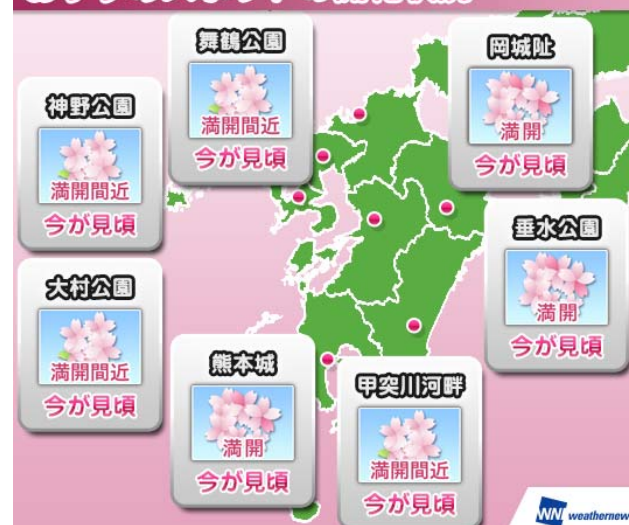 舞鶴公園
満開間近
今が見頃
岡城阯
満開
今が見頃
神野公園
満開間近
今が見頃
垂水公園
満開
今が見頃
大村公園
満開間近
今が見頃
熊本城
満開
今が見頃
甲突川河畔
満開間近
今が見頃
WNI weathernew